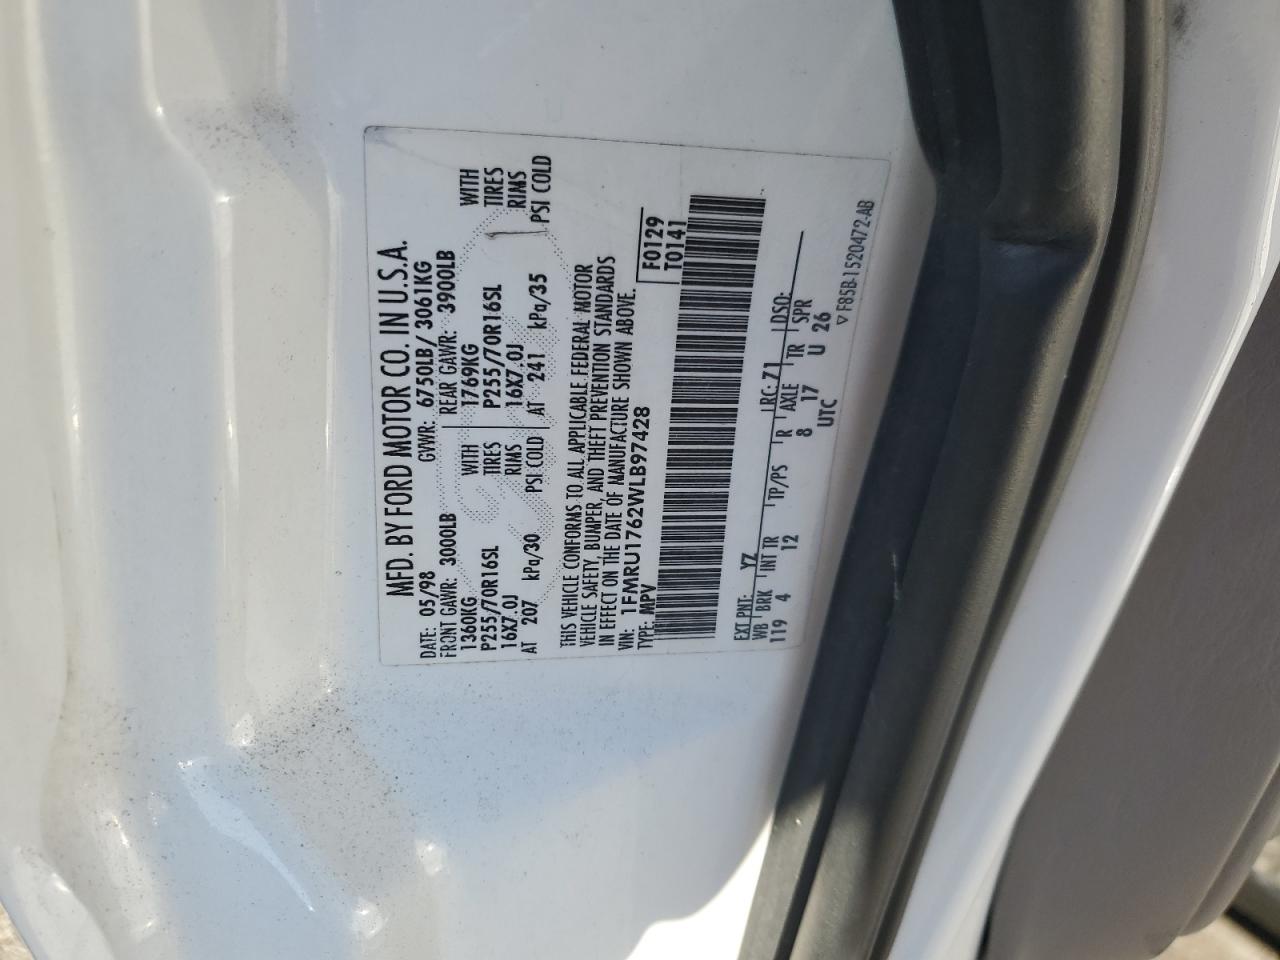 MFD. BY FORD MOTOR CO. IN U.S.A.
DATE: 05/98 GVWR: 6750LB/ 3061KG
FRONT GAWR: 3000LB REAR GAWR: 3900LB
1360KG WITH 1769KG WITH
P255/70R16SL TIRES P255/70R16SL TIRES
16X7.0J RIMS 16X7.0J RIMS
AT 207 kPa/30 PSI COLD AT 241 kPa/35 PSI COLD
THIS VEHICLE CONFORMS TO ALL APPLICABLE FEDERAL MOTOR
VEHICLE SAFETY, BUMPER, AND THEFT PREVENTION STANDARDS
IN EFFECT ON THE DATE OF MANUFACTURE SHOWN ABOVE.
VIN: 1FMRU1762WLB97428 F0129
TYPE: MPV T0141
EXT PNT: YZ RC: Z1 DSO:
WB BRK INT TR TP/PS R AXLE TR SPR
119 4 12 8 17 U 26
UTC
▽ F85B-1520472-AB